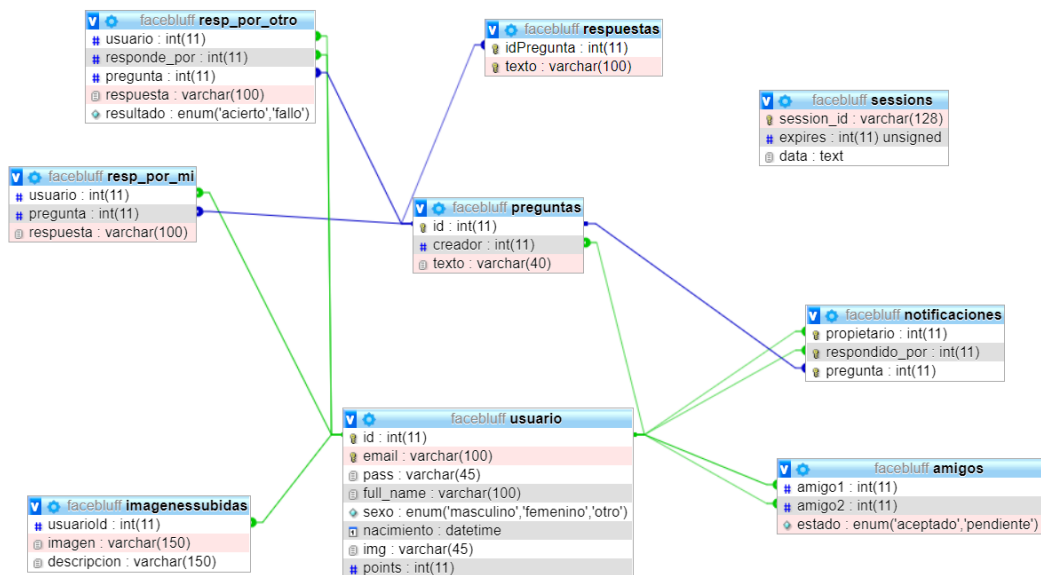 facebluff resp_por_otro
usuario : int(11)
responde_por : int(11)
pregunta : int(11)
respuesta : varchar(100)
resultado : enum('acierto','fallo')
facebluff respuestas
idPregunta : int(11)
texto : varchar(100)
facebluff sessions
session_id : varchar(128)
expires : int(11) unsigned
data : text
facebluff resp_por_mi
usuario : int(11)
pregunta : int(11)
respuesta : varchar(100)
facebluff preguntas
id : int(11)
creador : int(11)
texto : varchar(40)
facebluff notificaciones
propietario : int(11)
respondido_por : int(11)
pregunta : int(11)
facebluff usuario
id : int(11)
email : varchar(100)
pass : varchar(45)
full_name : varchar(100)
sexo : enum('masculino','femenino','otro')
nacimiento : datetime
img : varchar(45)
points : int(11)
facebluff amigos
amigo1 : int(11)
amigo2 : int(11)
estado : enum('aceptado','pendiente')
facebluff imagenessubidas
usuarioId : int(11)
imagen : varchar(150)
descripcion : varchar(150)